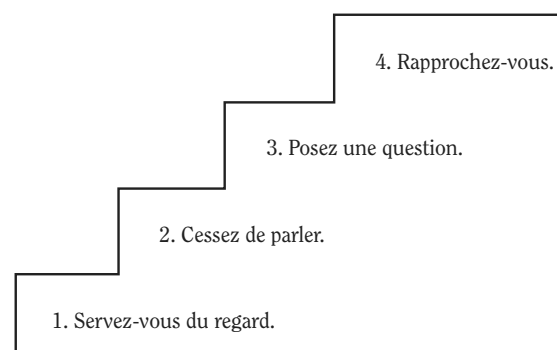 4. Rapprochez-vous.
3. Posez une question.
2. Cessez de parler.
1. Servez-vous du regard.